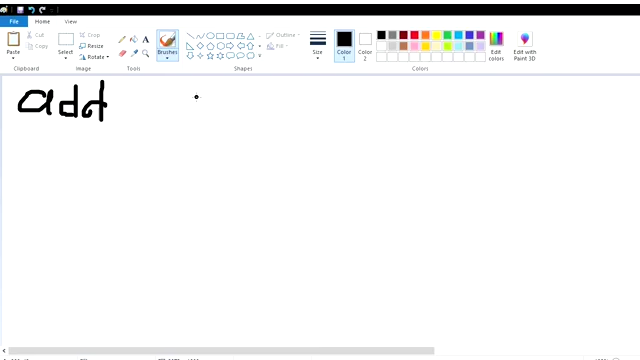 File Home View
Paste Cut Copy Select Crop Resize Rotate Brushes Outline Fill Size Color 1 Color 2 Edit colors Edit with Paint 3D
Clipboard Image Tools Shapes Colors
add